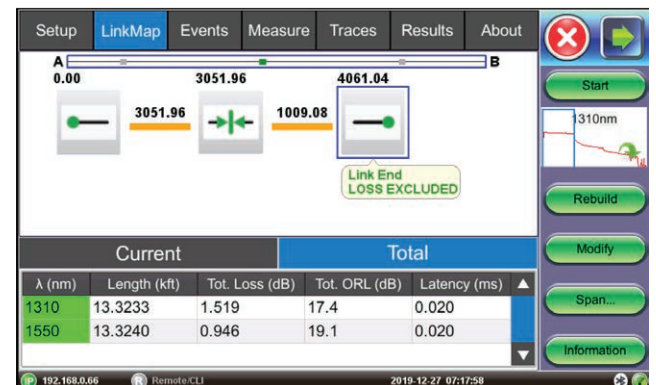 Setup LinkMap Events Measure Traces Results About
A B
0.00 3051.96 4061.04
3051.96 1009.08
Link End
LOSS EXCLUDED
Current Total
λ (nm) Length (kft) Tot. Loss (dB) Tot. ORL (dB) Latency (ms)
1310 13.3233 1.519 17.4 0.020
1550 13.3240 0.946 19.1 0.020
Start
1310nm
Rebuild
Modify
Span...
Information
IP 192.168.0.66 R Remote/CLI 2019-12-27 07:17:58